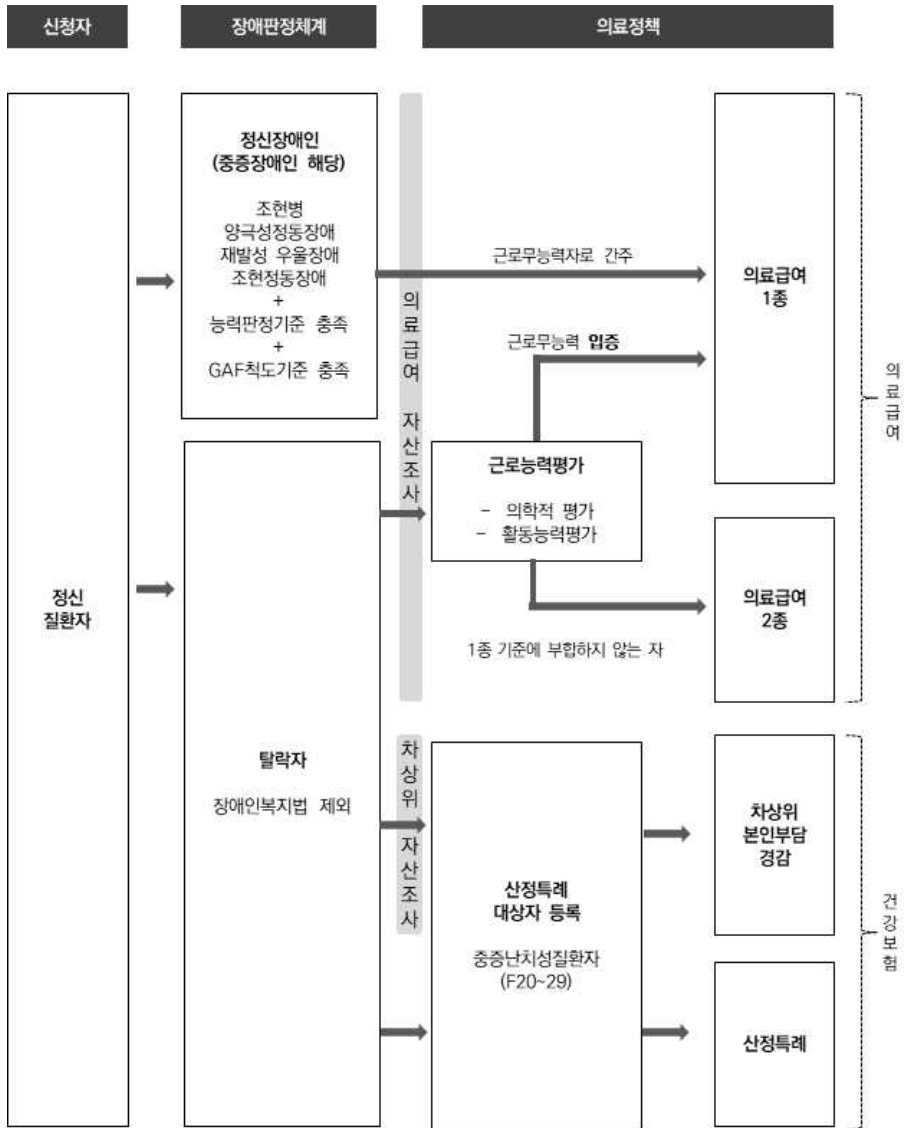 신청자
장애판정체계
의료정책
정신
질환자
정신장애인
(중증장애인 해당)
조현병
양극성정동장애
재발성 우울장애
조현정동장애
+
능력판정기준 충족
+
GAF척도기준 충족
탈락자
장애인복지법 제외
의료급여 자산조사
차상위 자산조사
근로무능력자로 간주
근로무능력 입증
근로능력평가
- 의학적 평가
- 활동능력평가
1종 기준에 부합하지 않는 자
산정특례
대상자 등록
중증난치성질환자
(F20~29)
의료급여
1종
의료급여
2종
차상위
본인부담
경감
산정특례
의료급여
건강보험